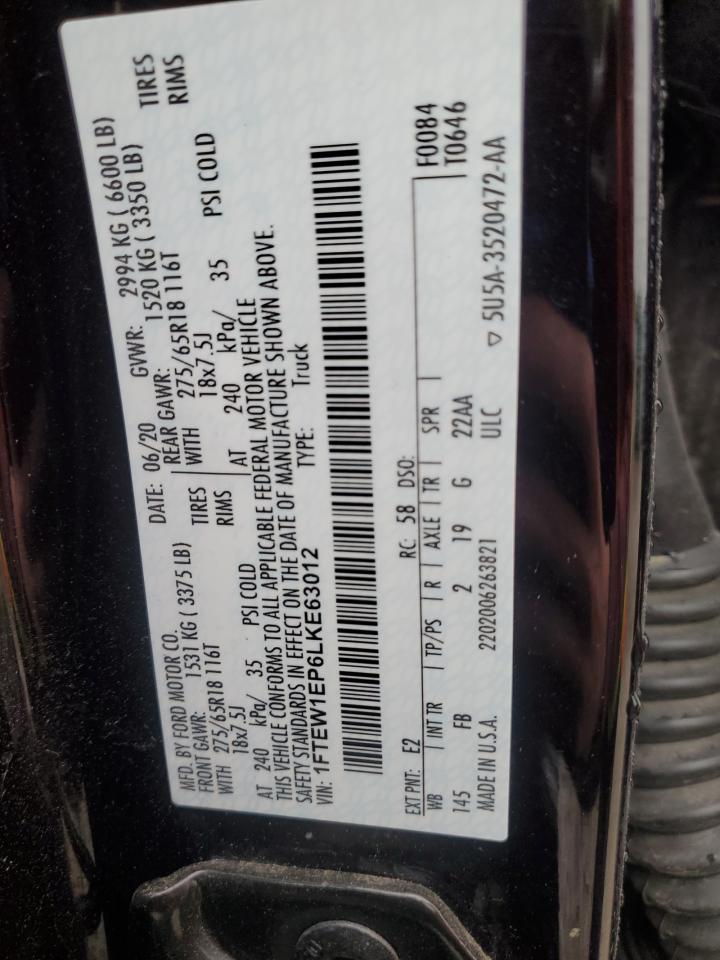 MFD. BY FORD MOTOR CO.
DATE: 06/20
GVWR: 2994 KG ( 6600 LB)
FRONT GAWR: 1531 KG ( 3375 LB)
REAR GAWR: 1520 KG ( 3350 LB)
WITH 275/65R18 116T TIRES
WITH 275/65R18 116T TIRES
18x7.5J RIMS
18x7.5J RIMS
AT 240 kPa/ 35 PSI COLD
AT 240 kPa/ 35 PSI COLD
THIS VEHICLE CONFORMS TO ALL APPLICABLE FEDERAL MOTOR VEHICLE
SAFETY STANDARDS IN EFFECT ON THE DATE OF MANUFACTURE SHOWN ABOVE.
VIN: 1FTEW1EP6LKE63012
TYPE: Truck
EXT PNT: E2 RC: 58 DSO: F0084
WB INT TR TP/PS R AXLE TR SPR T0646
145 FB 2 19 G 22AA
MADE IN U.S.A. 2202006263821 ULC
▽ 5U5A-3520472-AA